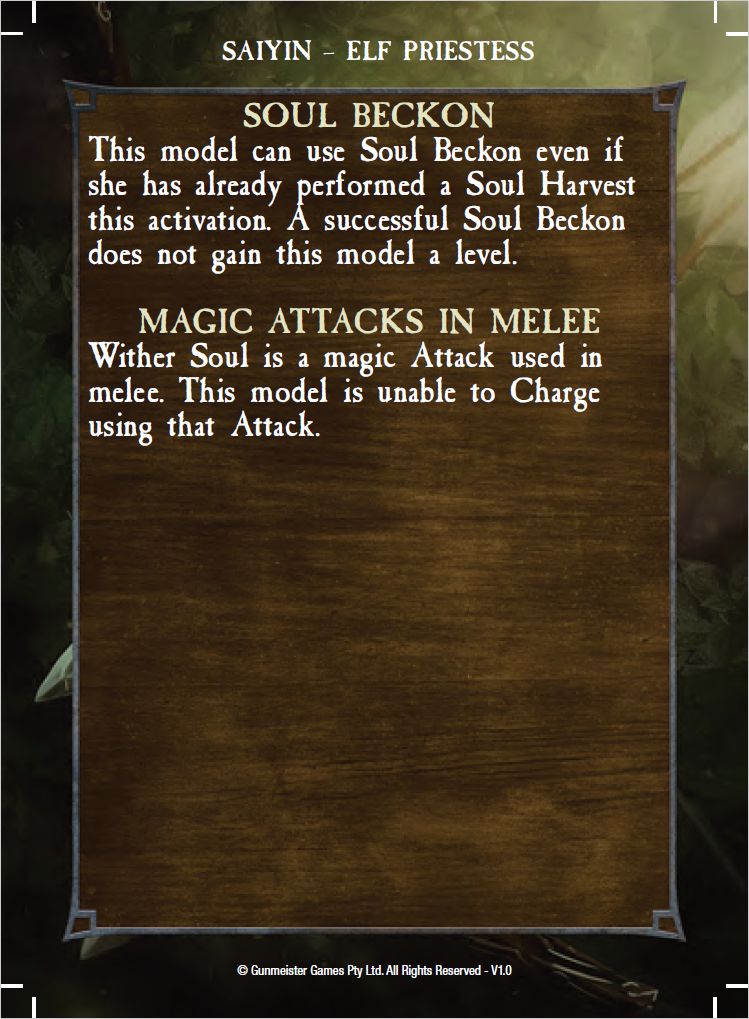 SAIYIN – ELF PRIESTESS
SOUL BECKON
This model can use Soul Beckon even if
she has already performed a Soul Harvest
this activation. A successful Soul Beckon
does not gain this model a level.
MAGIC ATTACKS IN MELEE
Wither Soul is a magic Attack used in
melee. This model is unable to Charge
using that Attack.
© Gunmeister Games Pty Ltd. All Rights Reserved - V1.0